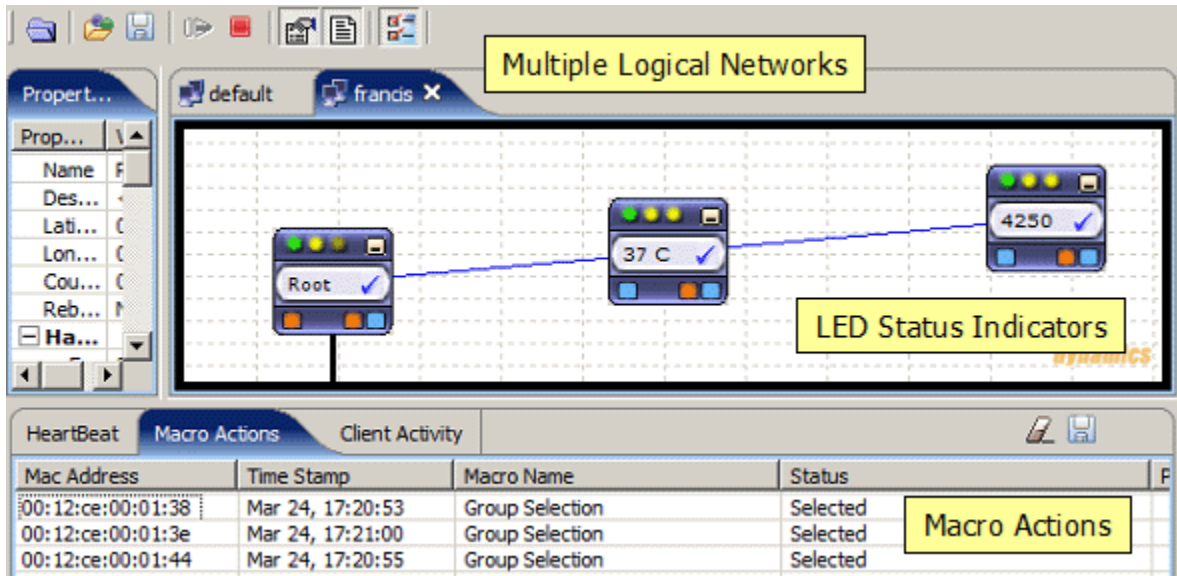 Multiple Logical Networks
Propert...
default
francis
Prop...
Name
Des...
Lati...
Lon...
Cou...
Reb...
Ha...
4250
37 C
Root
LED Status Indicators
dynamics
HeartBeat Macro Actions Client Activity
Mac Address Time Stamp Macro Name Status
00:12:ce:00:01:38 Mar 24, 17:20:53 Group Selection Selected
00:12:ce:00:01:3e Mar 24, 17:21:00 Group Selection Selected
00:12:ce:00:01:44 Mar 24, 17:20:55 Group Selection Selected
Macro Actions